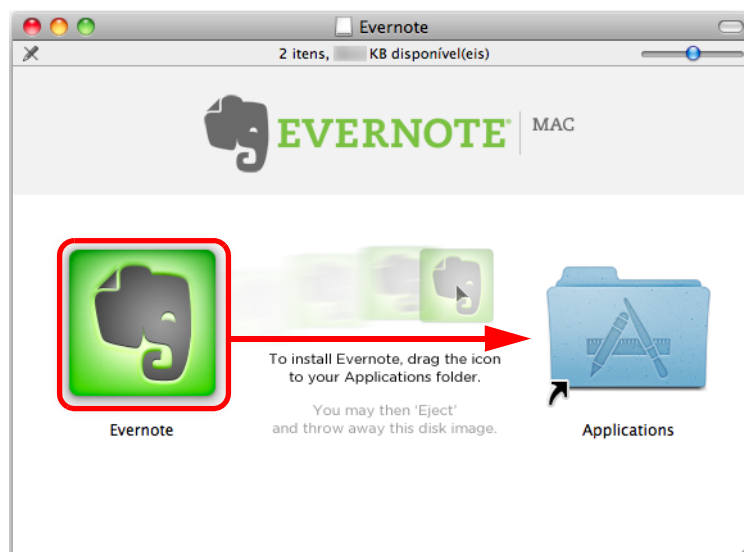 Evernote
2 itens, KB disponível(eis)
EVERNOTE® MAC
To install Evernote, drag the icon
to your Applications folder.
You may then 'Eject'
and throw away this disk image.
Evernote
Applications